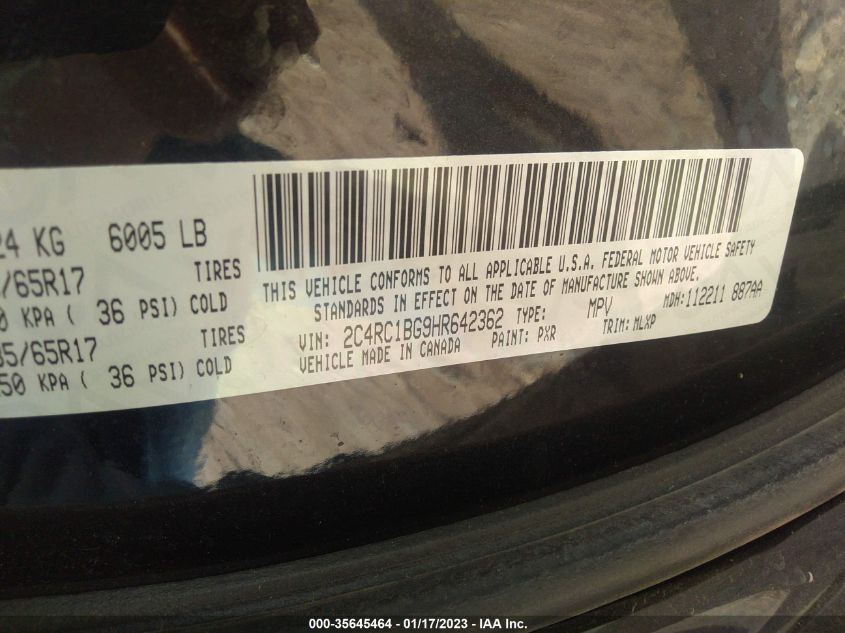 24 KG 6005 LB
/65R17 TIRES
0 KPA ( 36 PSI) COLD
35/65R17 TIRES
50 KPA ( 36 PSI) COLD
THIS VEHICLE CONFORMS TO ALL APPLICABLE U.S.A. FEDERAL MOTOR VEHICLE SAFETY
STANDARDS IN EFFECT ON THE DATE OF MANUFACTURE SHOWN ABOVE.
VIN: 2C4RC1BG9HR642362 TYPE: MPV MDH: 112211 887AA
VEHICLE MADE IN CANADA PAINT: PXR TRIM: MLXP
000-35645464 - 01/17/2023 - IAA Inc.